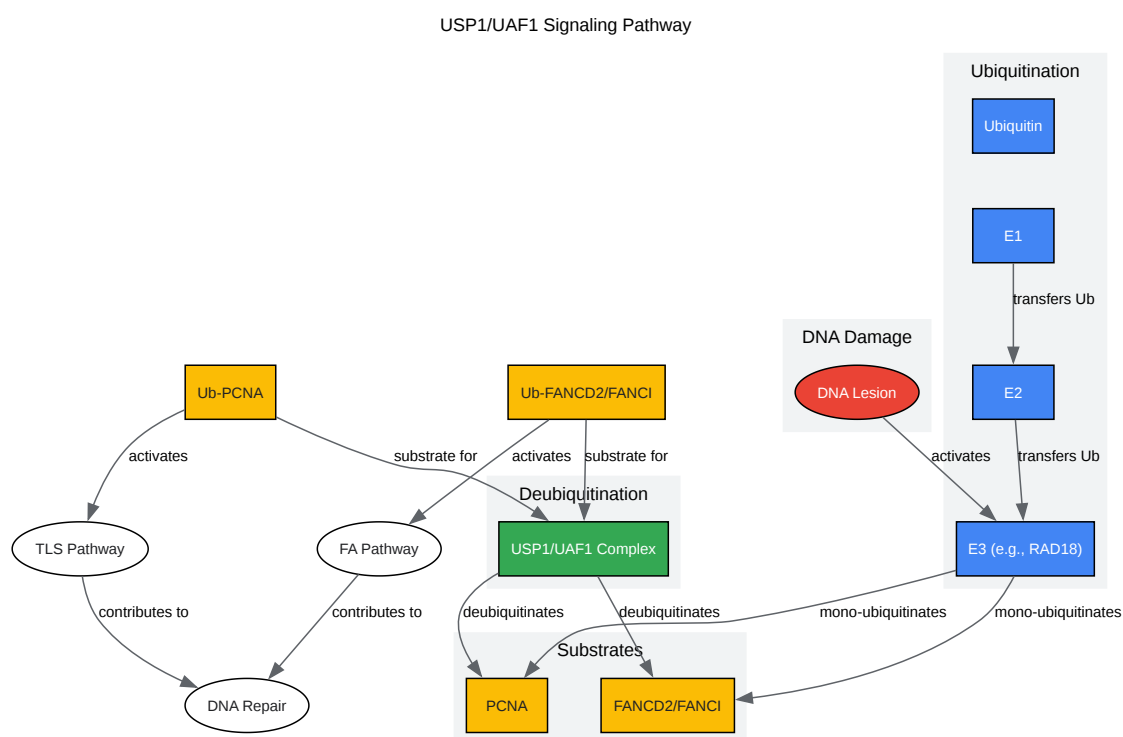 USP1/UAF1 Signaling Pathway
Ubiquitination
Ubiquitin
E1
transfers Ub
DNA Damage
Ub-PCNA
Ub-FANCD2/FANCI
DNA Lesion
E2
activates
substrate for
activates
substrate for
activates
transfers Ub
Deubiquitination
TLS Pathway
FA Pathway
USP1/UAF1 Complex
E3 (e.g., RAD18)
contributes to
contributes to
deubiquitinates
deubiquitinates
mono-ubiquitinates
mono-ubiquitinates
Substrates
DNA Repair
PCNA
FANCD2/FANCI